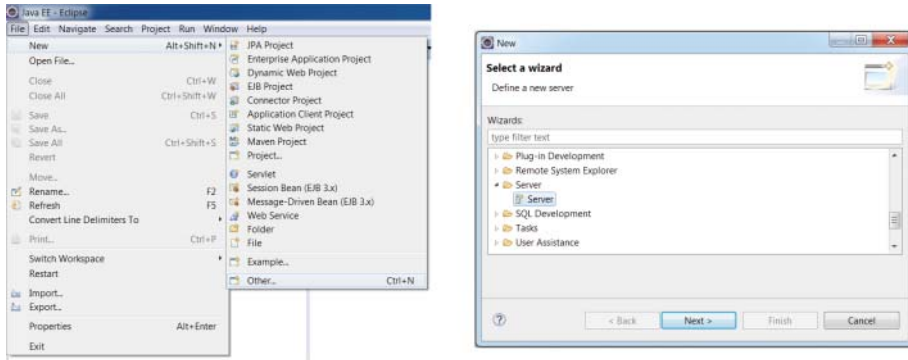 Java EE - Eclipse
File Edit Navigate Search Project Run Window Help
New Alt+Shift+N
Open File...
Close Ctrl+W
Close All Ctrl+Shift+W
Save Ctrl+S
Save As...
Save All Ctrl+Shift+S
Revert
Move...
Rename... F2
Refresh F5
Convert Line Delimiters To
Print... Ctrl+P
Switch Workspace
Restart
Import...
Export...
Properties Alt+Enter
Exit
JPA Project
Enterprise Application Project
Dynamic Web Project
EJB Project
Connector Project
Application Client Project
Static Web Project
Maven Project
Project...
Servlet
Session Bean (EJB 3.x)
Message-Driven Bean (EJB 3.x)
Web Service
Folder
File
Example...
Other... Ctrl+N
New
Select a wizard
Define a new server
Wizards:
type filter text
Plug-in Development
Remote System Explorer
Server
Server
SQL Development
Tasks
User Assistance
< Back Next > Finish Cancel